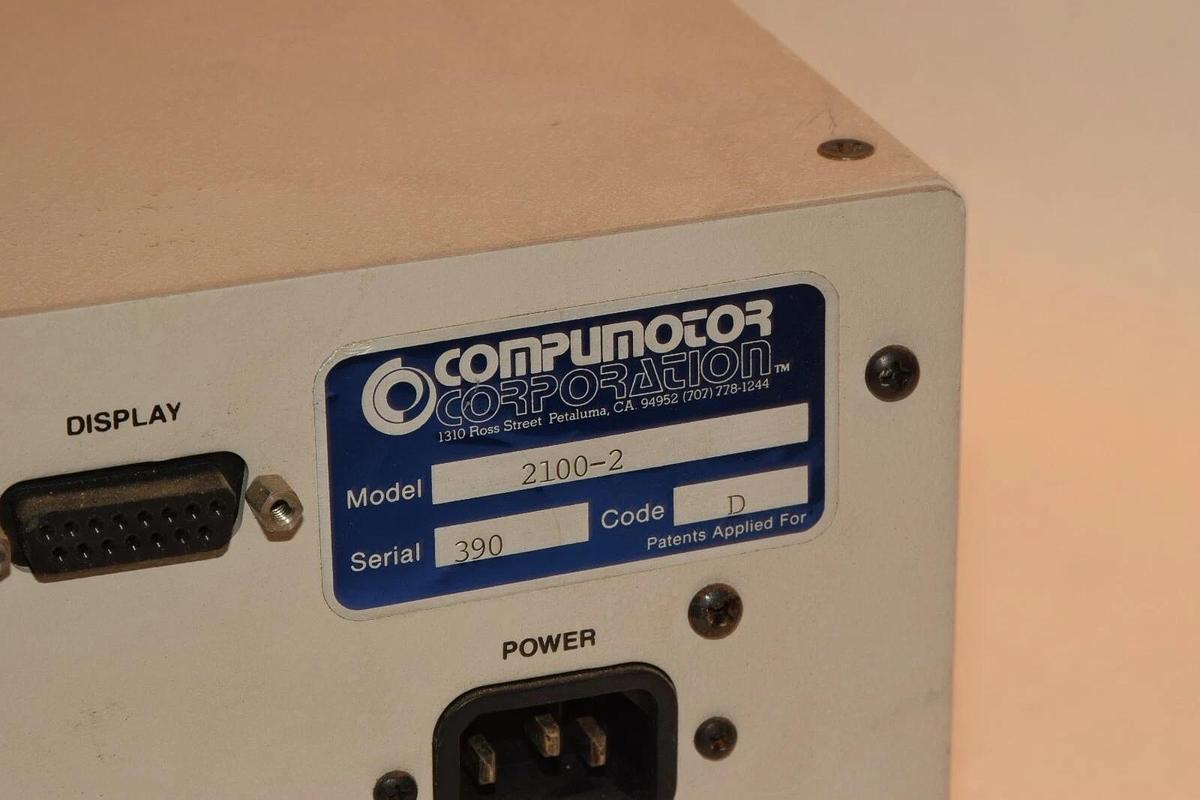 COMPUMOTOR
CORPORATION™
1310 Ross Street Petaluma, CA. 94952 (707) 778-1244
DISPLAY
Model 2100-2
Serial 390 Code D
Patents Applied For
POWER